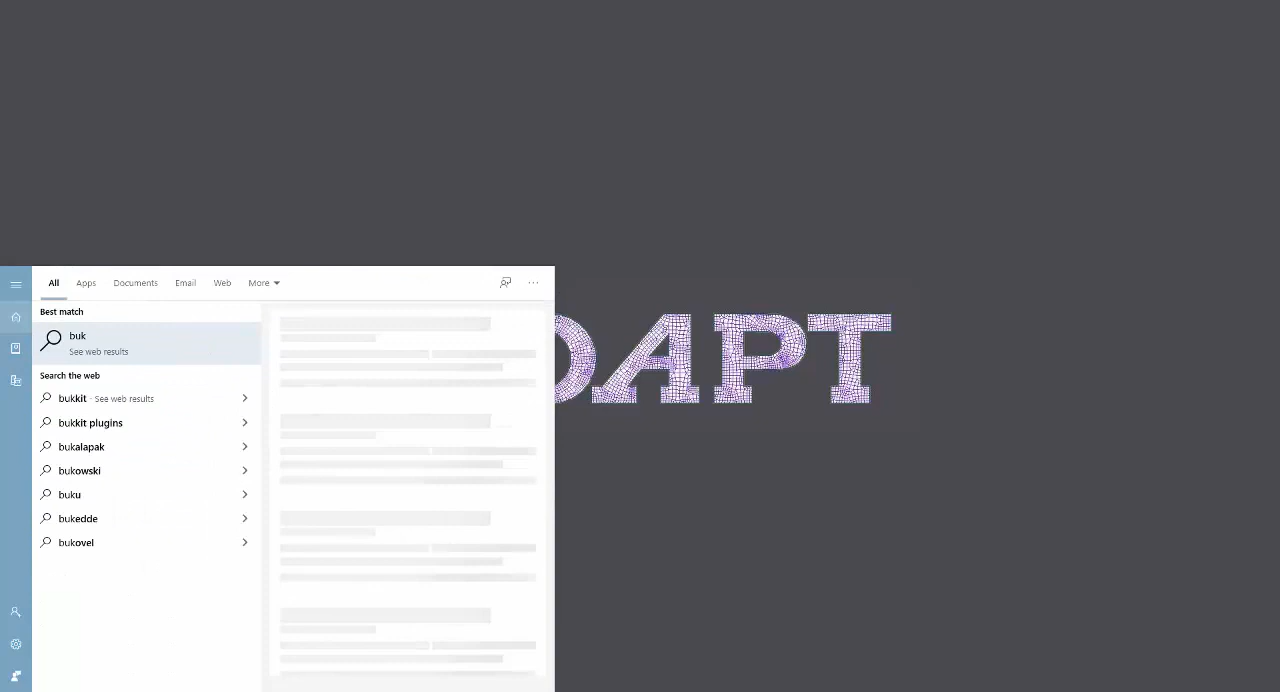 All Apps Documents Email Web More
Best match
buk
See web results
Search the web
bukkit - See web results
bukkit plugins
bukalapak
bukowski
buku
bukedde
bukovel
DAPT